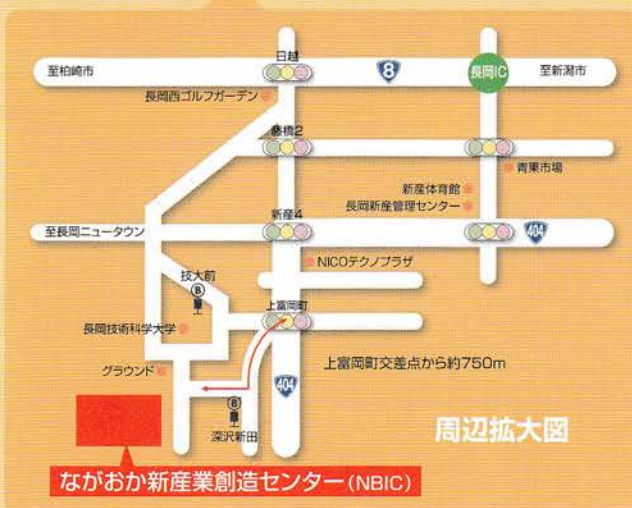 日越
至柏崎市
8
長岡IC
至新潟市
長岡西ゴルフガーデン
藤橋2
青果市場
新産体育館
長岡新産管理センター
新産4
至長岡ニュータウン
404
NICOテクノプラザ
技大前
B
上富岡町
長岡技術科学大学
上富岡町交差点から約750m
グラウンド
404
B
深沢新田
周辺拡大図
ながおか新産業創造センター(NBIC)